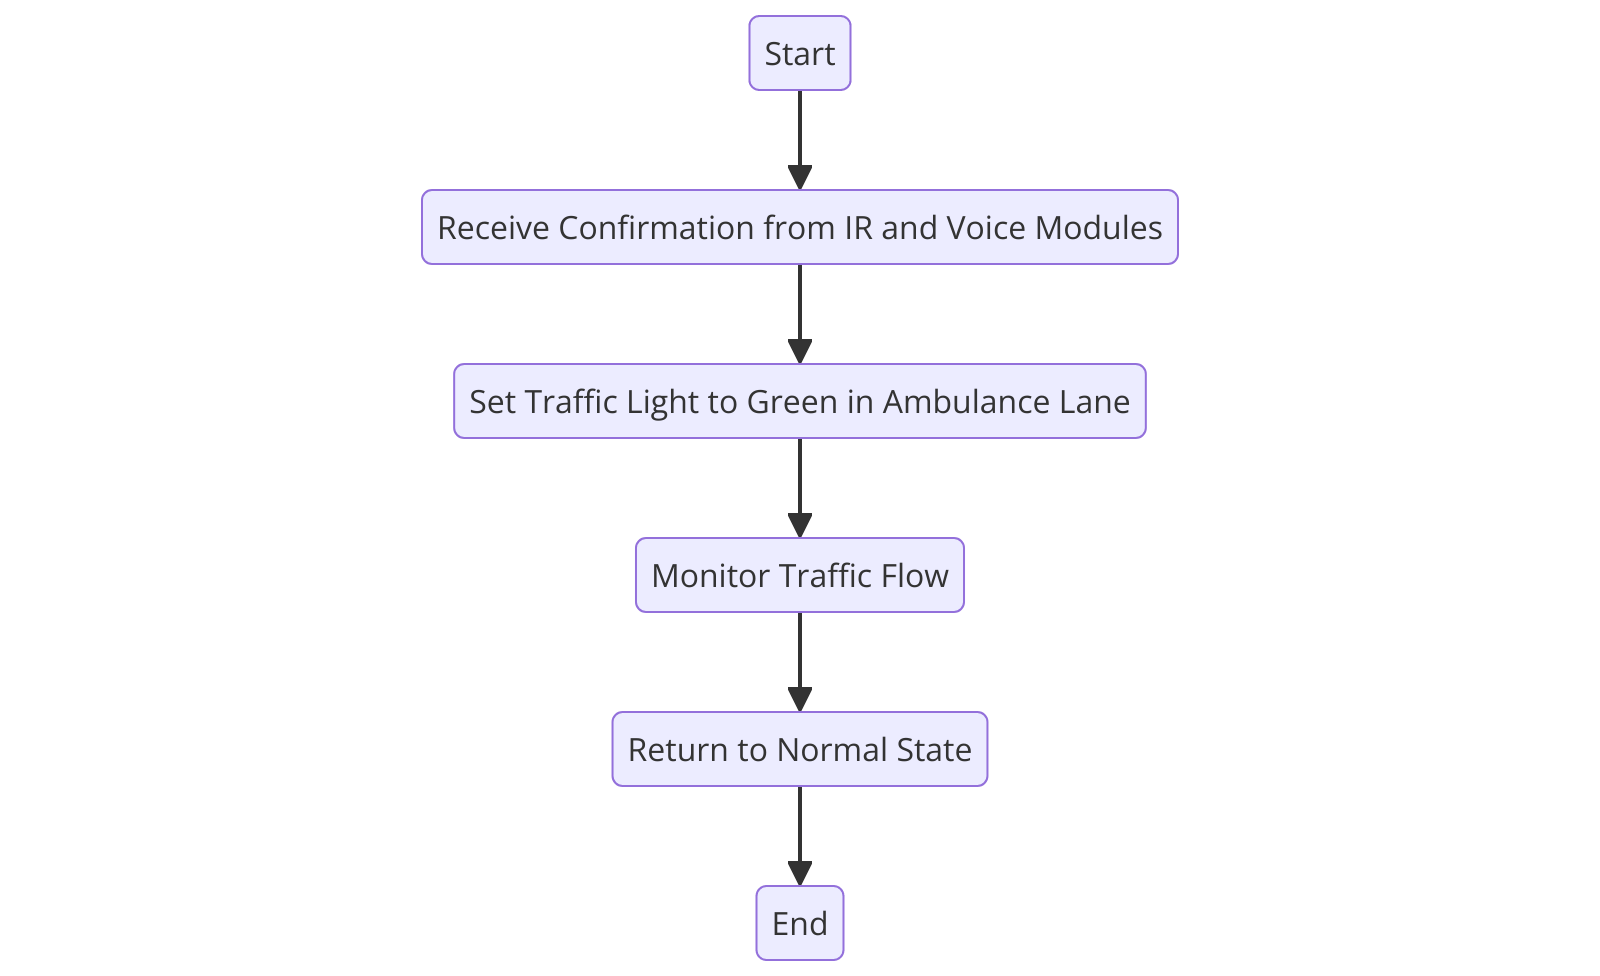 Start
Receive Confirmation from IR and Voice Modules
Set Traffic Light to Green in Ambulance Lane
Monitor Traffic Flow
Return to Normal State
End